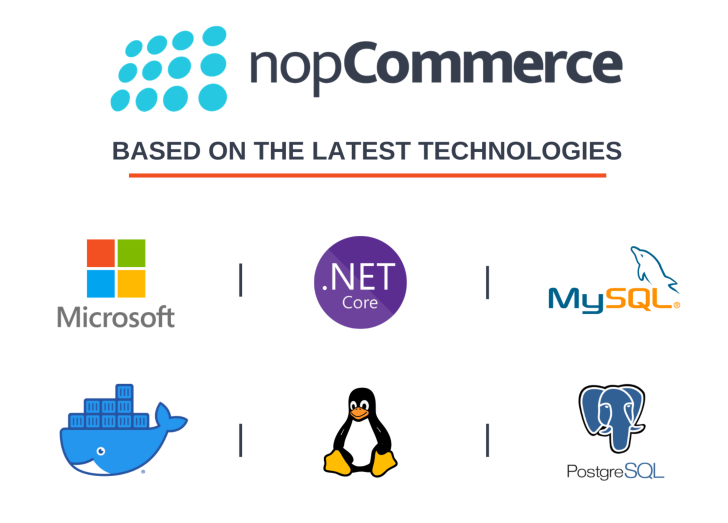 nopCommerce
BASED ON THE LATEST TECHNOLOGIES
Microsoft
.NET
Core
MySQL®
PostgreSQL